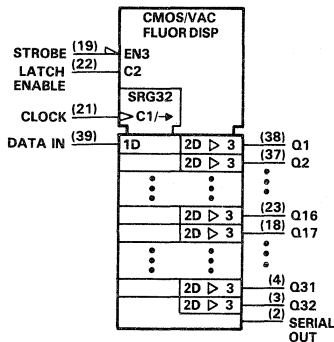 CMOS/VAC
FLUOR DISP
STROBE (19) EN3
LATCH ENABLE (22) C2
SRG32
CLOCK (21) C1/→
DATA IN (39) 1D 2D ▷ 3 (38) Q1
2D ▷ 3 (37) Q2
2D ▷ 3 (23) Q16
2D ▷ 3 (18) Q17
2D ▷ 3 (4) Q31
2D ▷ 3 (3) Q32
(2) SERIAL OUT